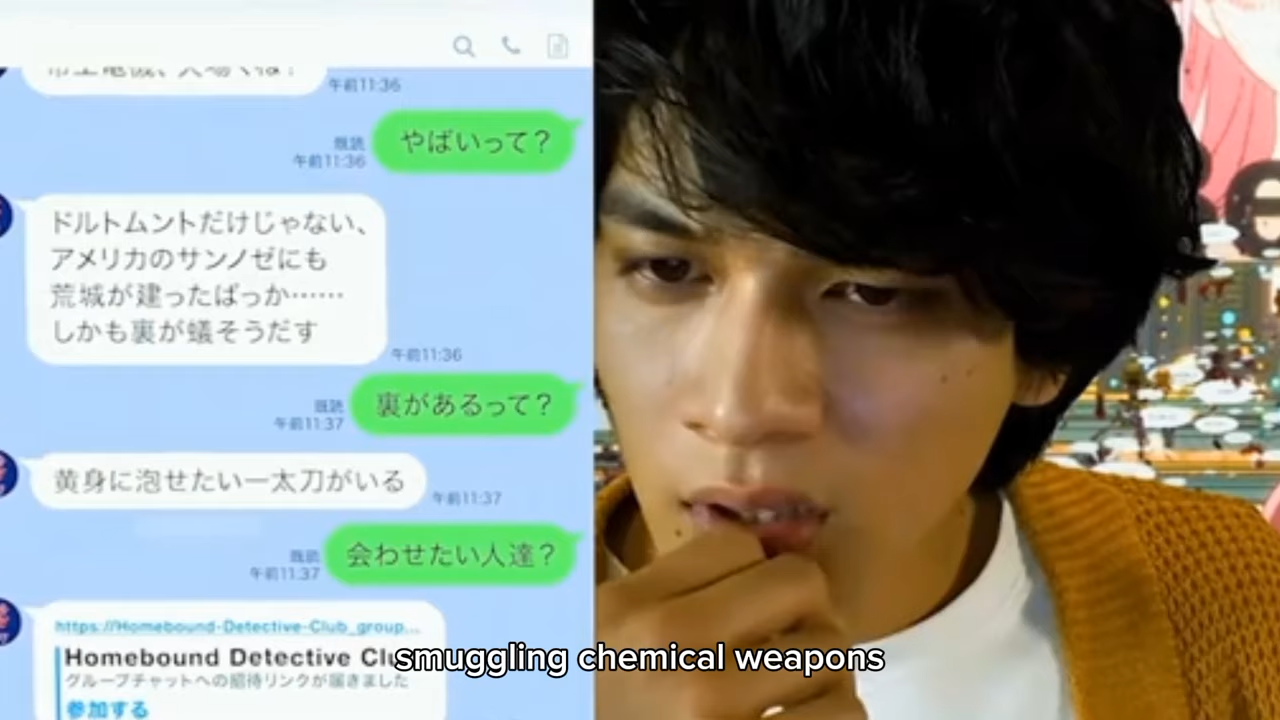 午前11:36
やばいって?
既読
午前11:36
ドルトムントだけじゃない、
アメリカのサンノゼにも
荒城が建ったばっか……
しかも裏が蟻そうだす
午前11:36
裏があるって?
既読
午前11:37
黄身に泡せたい一太刀がいる
午前11:37
会わせたい人達?
既読
午前11:37
https://Homebound-Detective-Club_group...
Homebound Detective Clu
グループチャットへの招待リンクが届きました
参加する
smuggling chemical weapons